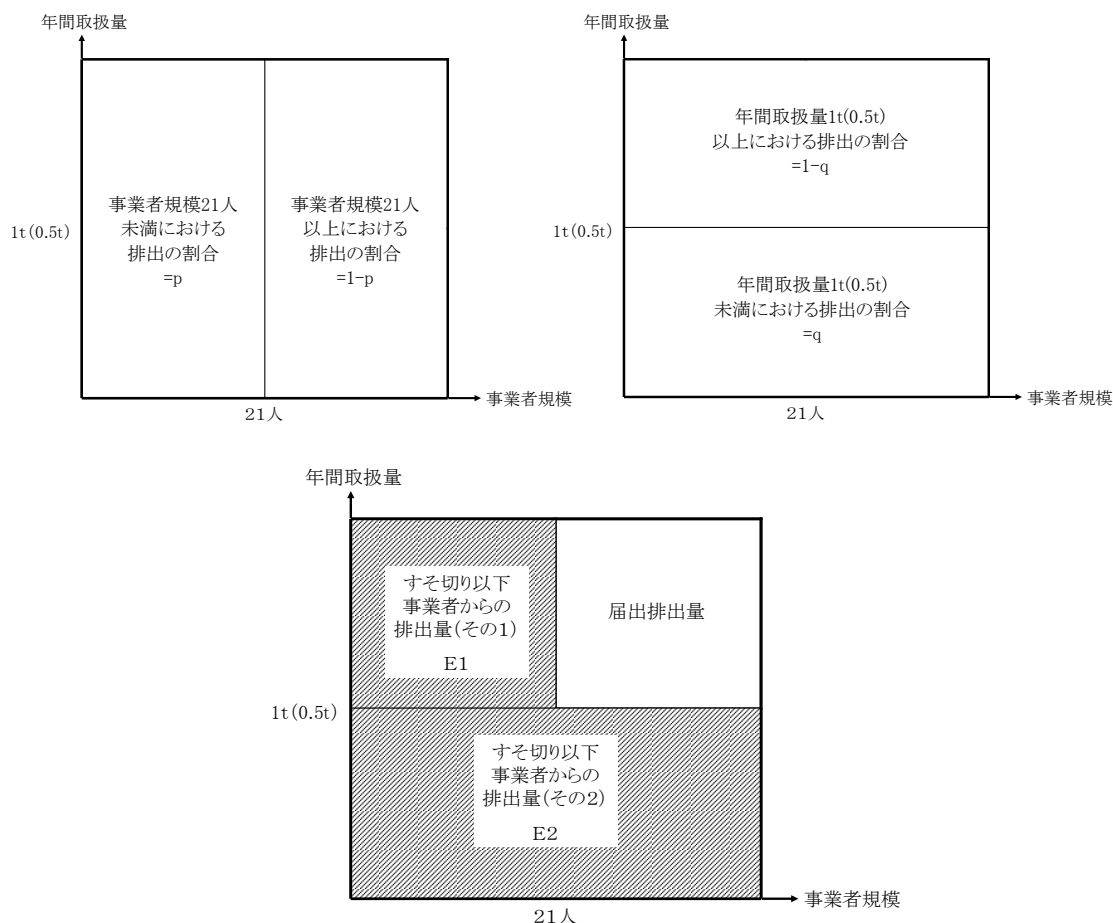 年間取扱量
1t(0.5t)
事業者規模21人
未満における
排出の割合
=p
事業者規模21人
以上における
排出の割合
=1-p
21人
事業者規模
年間取扱量
年間取扱量1t(0.5t)
以上における排出の割合
=1-q
1t(0.5t)
年間取扱量1t(0.5t)
未満における排出の割合
=q
21人
事業者規模
年間取扱量
すそ切り以下
事業者からの
排出量(その1)
E1
届出排出量
1t(0.5t)
すそ切り以下
事業者からの
排出量(その2)
E2
21人
事業者規模